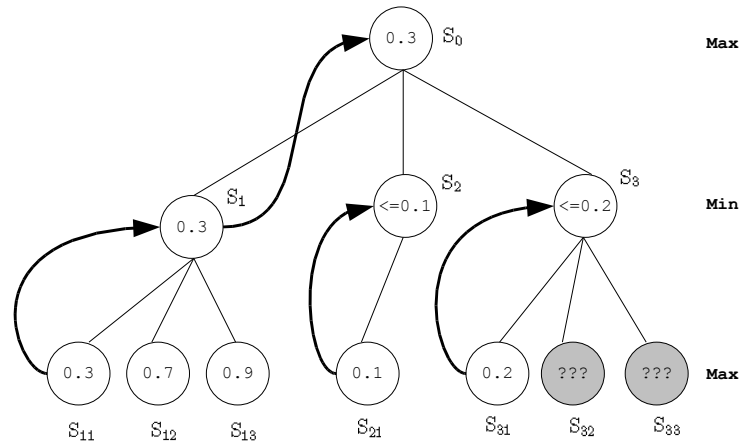 0.3 S0 Max
S1 0.3
S2 <=0.1
S3 <=0.2
Min
0.3 0.7 0.9 0.1 0.2 ??? ??? Max
S11 S12 S13 S21 S31 S32 S33